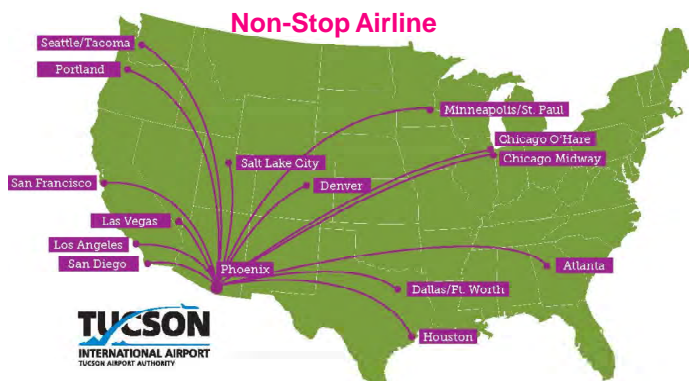 Non-Stop Airline
Seattle/Tacoma
Portland
Minneapolis/St. Paul
Chicago O'Hare
Chicago Midway
Salt Lake City
Denver
San Francisco
Las Vegas
Los Angeles
San Diego
Phoenix
Atlanta
Dallas/Ft. Worth
Houston
TUCSON
INTERNATIONAL AIRPORT
TUCSON AIRPORT AUTHORITY